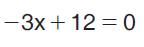 −3x + 12 = 0